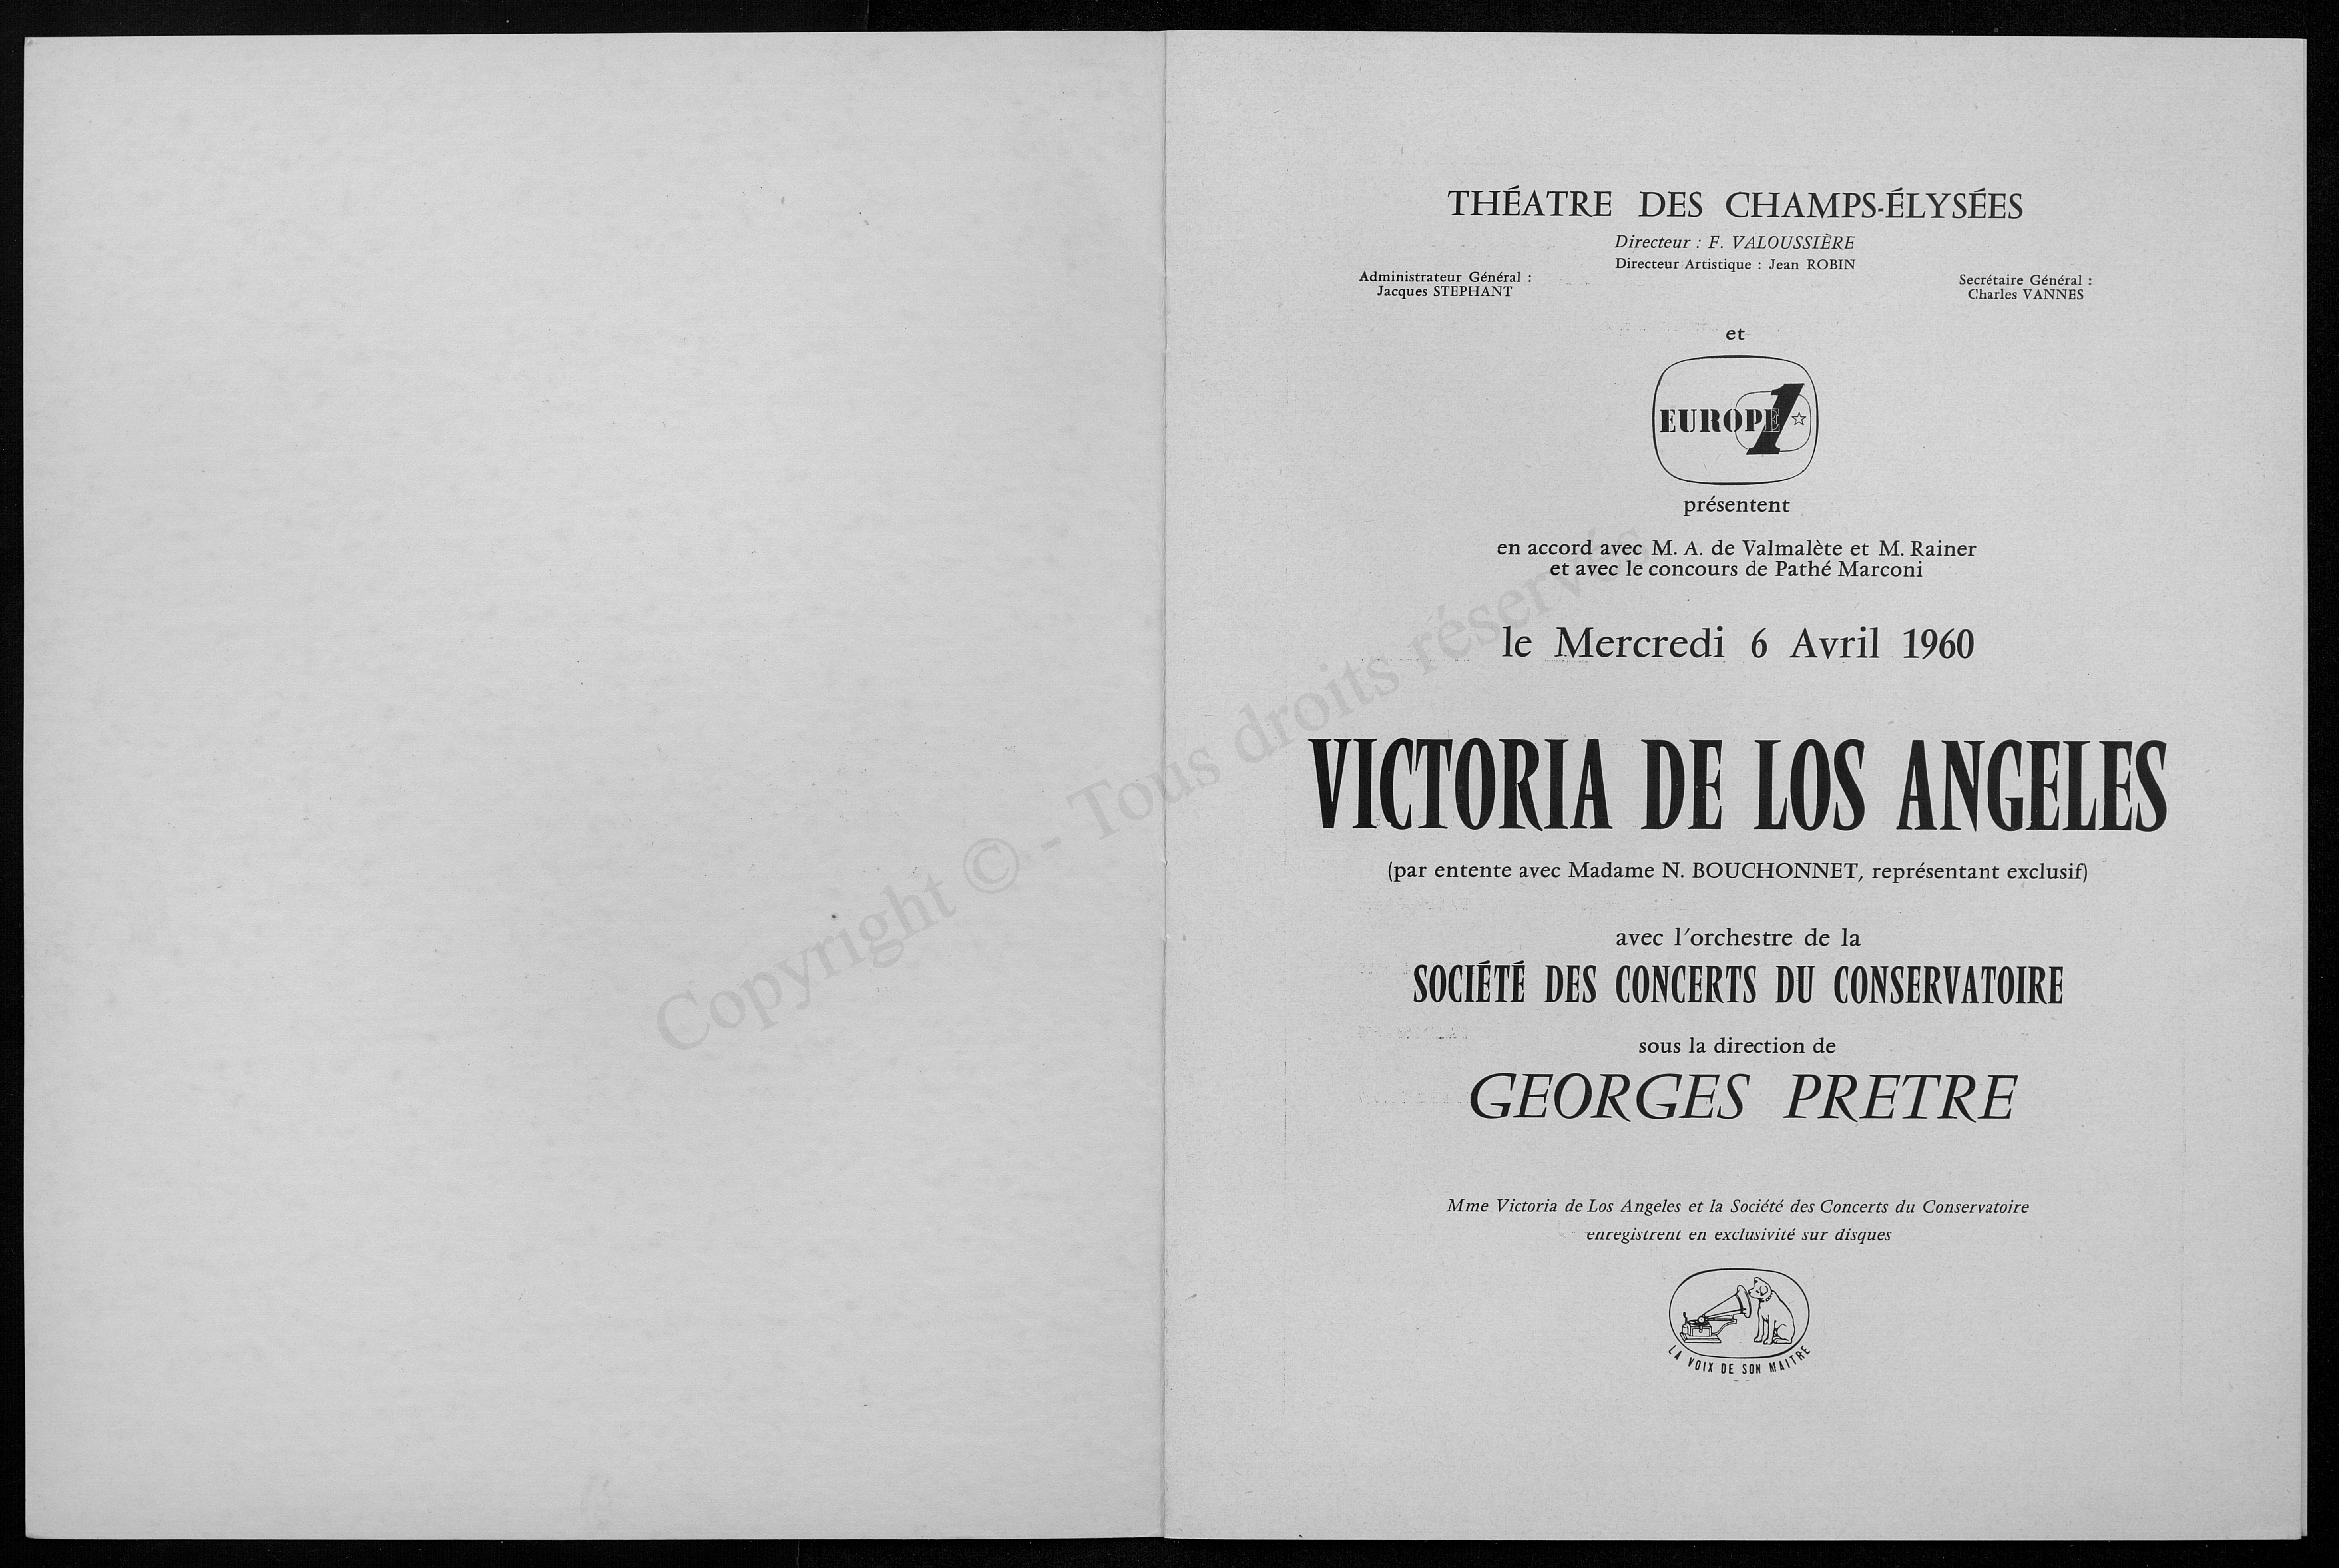 THÉATRE DES CHAMPS-ÉLYSÉES
Directeur : F. VALOUSSIÈRE
Directeur Artistique : Jean ROBIN
Administrateur Général :
Jacques STEPHANT
Secrétaire Général :
Charles VANNES
et
EUROPE 1
présentent
en accord avec M. A. de Valmalète et M. Rainer
et avec le concours de Pathé Marconi
le Mercredi 6 Avril 1960
VICTORIA DE LOS ANGELES
(par entente avec Madame N. BOUCHONNET, représentant exclusif)
avec l'orchestre de la
SOCIÉTÉ DES CONCERTS DU CONSERVATOIRE
sous la direction de
GEORGES PRETRE
Mme Victoria de Los Angeles et la Société des Concerts du Conservatoire
enregistrent en exclusivité sur disques
LA VOIX DE SON MAITRE
Copyright © - Tous droits réservés